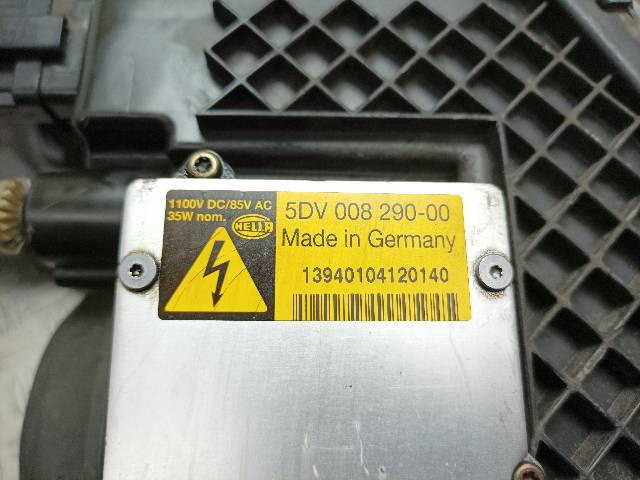 1100V DC/85V AC
35W nom.
HELLA
5DV 008 290-00
Made in Germany
13940104120140